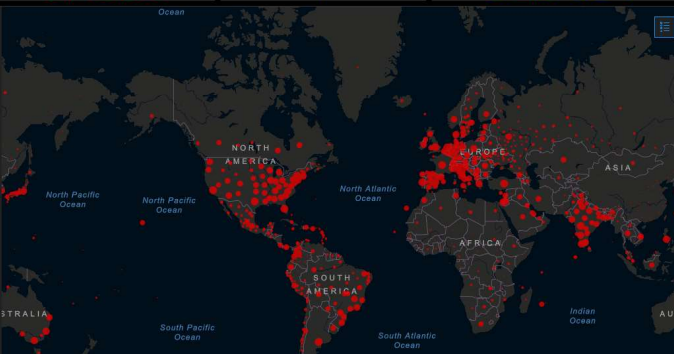 Ocean
NORTH
AMERICA
EUROPE
ASIA
North Pacific
Ocean
North Pacific
Ocean
North Atlantic
Ocean
AFRICA
SOUTH
AMERICA
STRALIA
Indian
Ocean
AU
South Pacific
Ocean
South Atlantic
Ocean